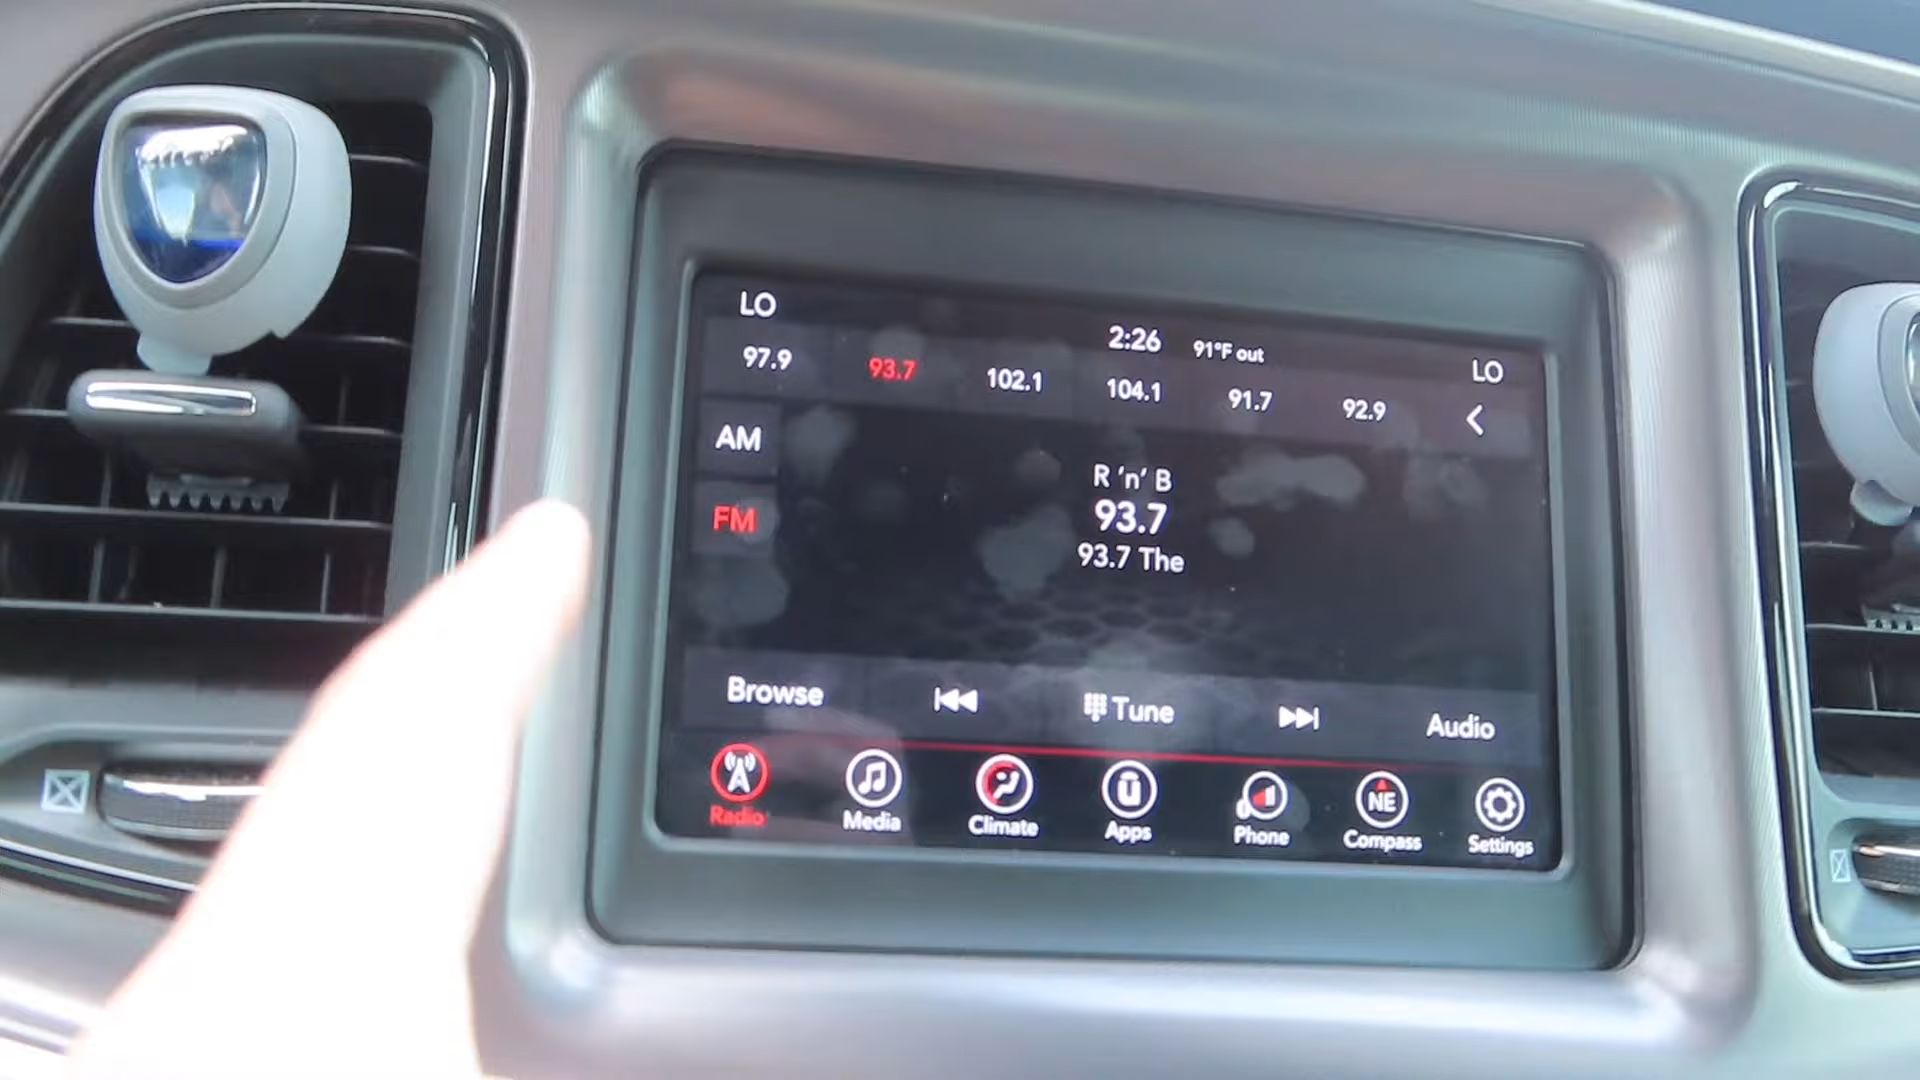 LO 2:26 91°F out LO
97.9 93.7 102.1 104.1 91.7 92.9
AM
R 'n' B
93.7
FM
93.7 The
Browse Tune Audio
NE
Radio Media Climate Apps Phone Compass Settings